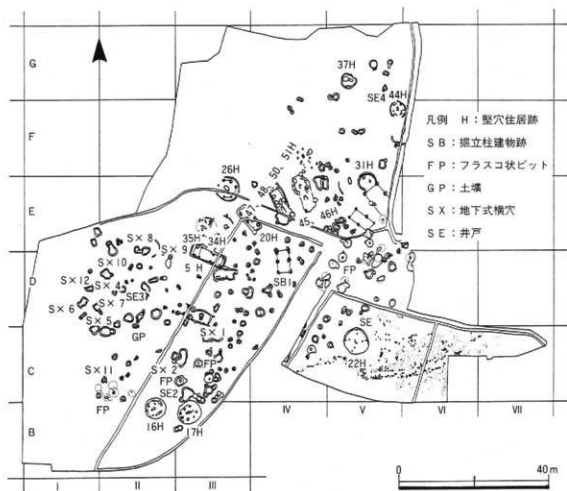 G
37H
SE4 44H
F
凡例 H：竪穴住居跡
SB：掘立柱建物跡
FP：フラスコ状ピット
GP：土壙
SX：地下式横穴
SE：井戸
26H
48. 50. 51H
31H
E
47.
45.
46H
S×8
S×9
35H
34H
20H
S×10
5H
FP
D
S×12
S×4
SE3
SB1
S×6
S×7
S×5
S×1
SE
GP
22H
S×11
S×2
FP
C
FP
FP
SE2
IV
V
VI
VII
16H
17H
B
I
II
III
0
40m